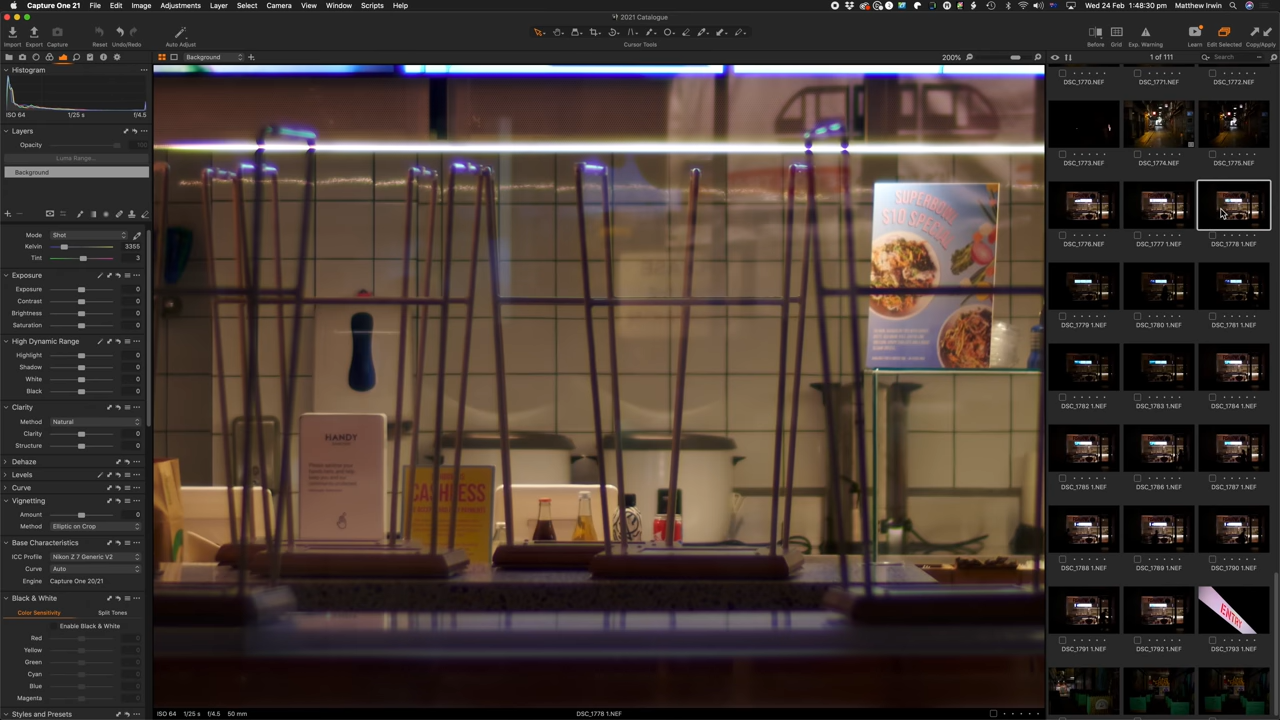 Capture One 21 File Edit Image Adjustments Layer Select Camera View Window Scripts Help Wed 24 Feb 1:48:30 pm Matthew Irwin
2021 Catalogue
Import Export Capture Reset Undo/Redo Auto Adjust Cursor Tools Before Grid Exp. Warning Learn Edit Selected Copy/Apply
Background 200% 1 of 111 Search
Histogram
ISO 64 1/25 s f/4.5
Layers
Opacity 100
Luma Range...
Background
Mode Shot
Kelvin 3355
Tint 3
Exposure
Exposure 0
Contrast 0
Brightness 0
Saturation 0
High Dynamic Range
Highlight 0
Shadow 0
White 0
Black 0
Clarity
Method Natural
Clarity 0
Structure 0
Dehaze
Levels
Curve
Vignetting
Amount 0
Method Elliptic on Crop
Base Characteristics
ICC Profile Nikon Z 7 Generic V2
Curve Auto
Engine Capture One 20/21
Black & White
Color Sensitivity Split Tones
Enable Black & White
Red 0
Yellow 0
Green 0
Cyan 0
Blue 0
Magenta 0
Styles and Presets
SUPERBOWL
$10 SPECIAL
HANDY
CASHLESS
ISO 64 1/25 s f/4.5 50 mm DSC_1778 1.NEF
DSC_1770.NEF DSC_1771.NEF DSC_1772.NEF
DSC_1773.NEF DSC_1774.NEF DSC_1775.NEF
DSC_1776.NEF DSC_1777 1.NEF DSC_1778 1.NEF
DSC_1779 1.NEF DSC_1780 1.NEF DSC_1781 1.NEF
DSC_1782 1.NEF DSC_1783 1.NEF DSC_1784 1.NEF
DSC_1785 1.NEF DSC_1786 1.NEF DSC_1787 1.NEF
DSC_1788 1.NEF DSC_1789 1.NEF DSC_1790 1.NEF
ENTRY
DSC_1791 1.NEF DSC_1792 1.NEF DSC_1793 1.NEF